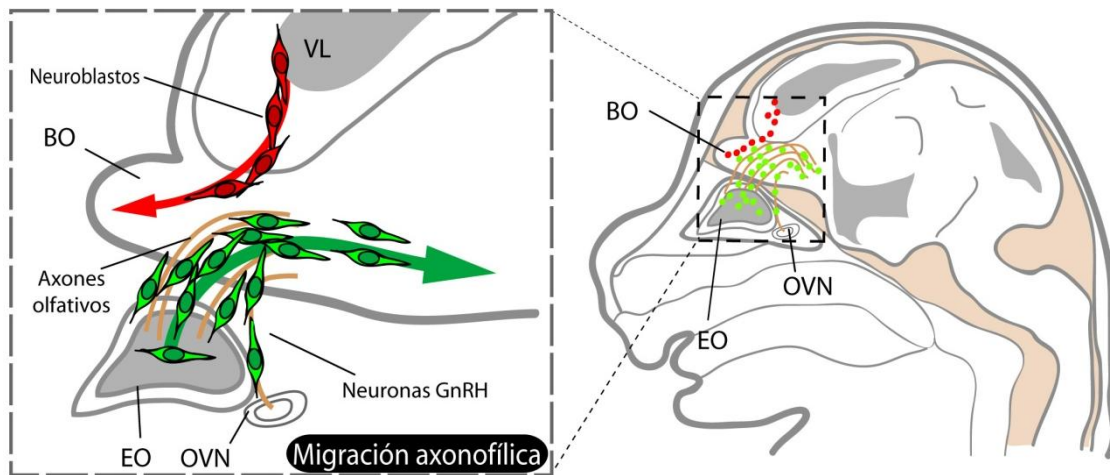 VL
Neuroblastos
BO
Axones
olfativos
Neuronas GnRH
EO
OVN
Migración axonofílica
BO
OVN
EO